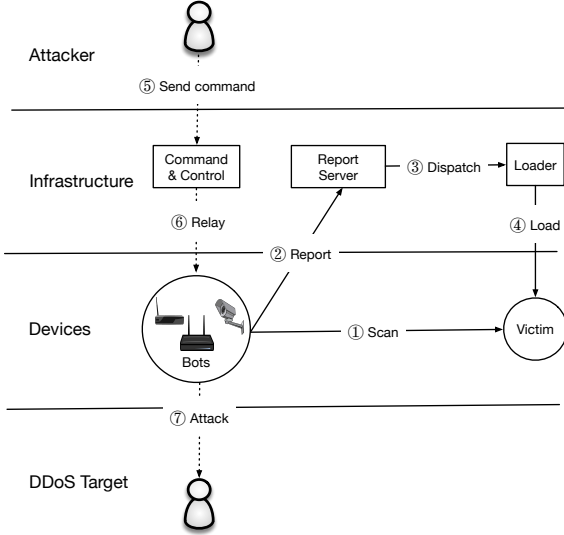 Attacker
⑤ Send command
Infrastructure
Command
& Control
Report
Server
③ Dispatch
Loader
⑥ Relay
④ Load
② Report
Devices
Bots
① Scan
Victim
⑦ Attack
DDoS Target